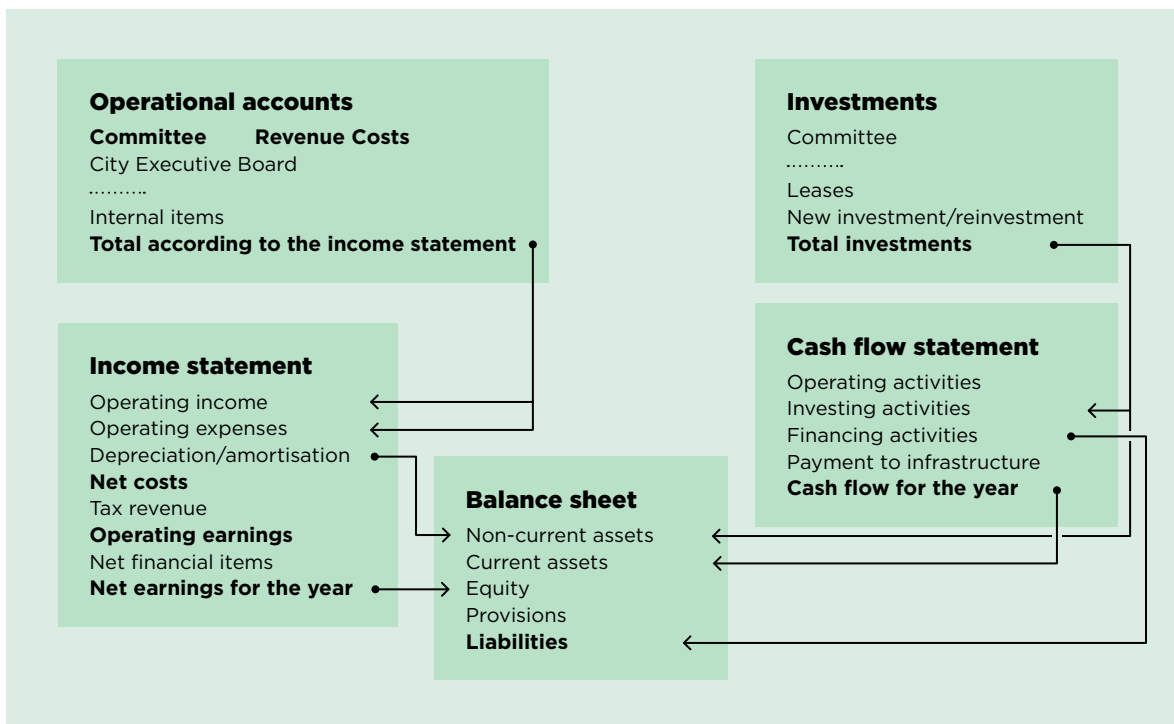 Operational accounts
Committee Revenue Costs
City Executive Board
..........
Internal items
Total according to the income statement
Investments
Committee
..........
Leases
New investment/reinvestment
Total investments
Income statement
Operating income
Operating expenses
Depreciation/amortisation
Net costs
Tax revenue
Operating earnings
Net financial items
Net earnings for the year
Cash flow statement
Operating activities
Investing activities
Financing activities
Payment to infrastructure
Cash flow for the year
Balance sheet
Non-current assets
Current assets
Equity
Provisions
Liabilities